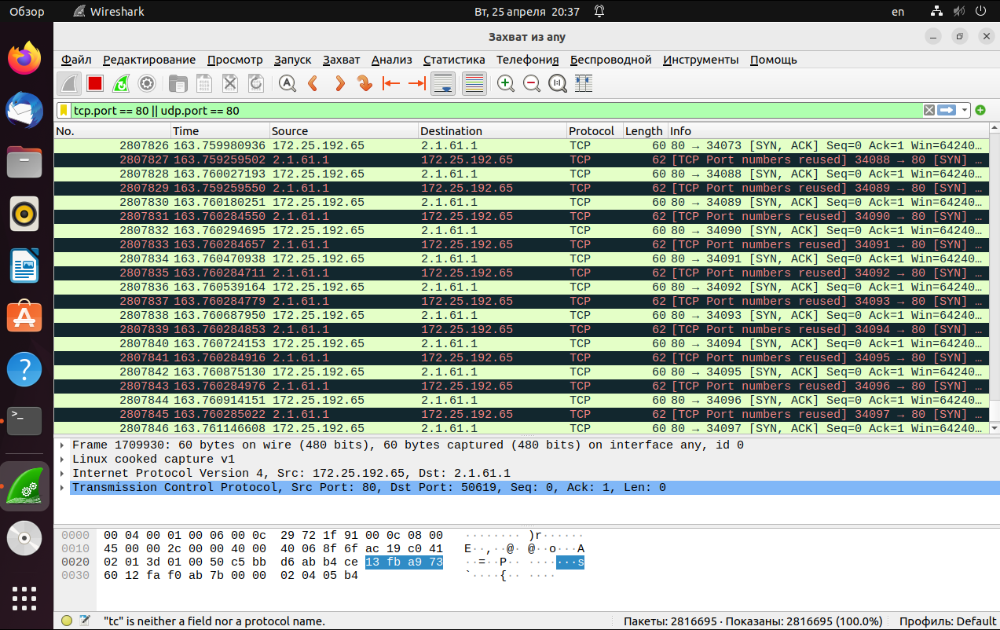 Обзор Wireshark Вт, 25 апреля 20:37 en
Захват из any
Файл Редактирование Просмотр Запуск Захват Анализ Статистика Телефония Беспроводной Инструменты Помощь
tcp.port == 80 || udp.port == 80
No. Time Source Destination Protocol Length Info
2807826 163.759980936 172.25.192.65 2.1.61.1 TCP 60 80 → 34073 [SYN, ACK] Seq=0 Ack=1 Win=64240…
2807827 163.759259502 2.1.61.1 172.25.192.65 TCP 62 [TCP Port numbers reused] 34088 → 80 [SYN] …
2807828 163.760027193 172.25.192.65 2.1.61.1 TCP 60 80 → 34088 [SYN, ACK] Seq=0 Ack=1 Win=64240…
2807829 163.759259550 2.1.61.1 172.25.192.65 TCP 62 [TCP Port numbers reused] 34089 → 80 [SYN] …
2807830 163.760180251 172.25.192.65 2.1.61.1 TCP 60 80 → 34089 [SYN, ACK] Seq=0 Ack=1 Win=64240…
2807831 163.760284550 2.1.61.1 172.25.192.65 TCP 62 [TCP Port numbers reused] 34090 → 80 [SYN] …
2807832 163.760294695 172.25.192.65 2.1.61.1 TCP 60 80 → 34090 [SYN, ACK] Seq=0 Ack=1 Win=64240…
2807833 163.760284657 2.1.61.1 172.25.192.65 TCP 62 [TCP Port numbers reused] 34091 → 80 [SYN] …
2807834 163.760470938 172.25.192.65 2.1.61.1 TCP 60 80 → 34091 [SYN, ACK] Seq=0 Ack=1 Win=64240…
2807835 163.760284711 2.1.61.1 172.25.192.65 TCP 62 [TCP Port numbers reused] 34092 → 80 [SYN] …
2807836 163.760539164 172.25.192.65 2.1.61.1 TCP 60 80 → 34092 [SYN, ACK] Seq=0 Ack=1 Win=64240…
2807837 163.760284779 2.1.61.1 172.25.192.65 TCP 62 [TCP Port numbers reused] 34093 → 80 [SYN] …
2807838 163.760687950 172.25.192.65 2.1.61.1 TCP 60 80 → 34093 [SYN, ACK] Seq=0 Ack=1 Win=64240…
2807839 163.760284853 2.1.61.1 172.25.192.65 TCP 62 [TCP Port numbers reused] 34094 → 80 [SYN] …
2807840 163.760724153 172.25.192.65 2.1.61.1 TCP 60 80 → 34094 [SYN, ACK] Seq=0 Ack=1 Win=64240…
2807841 163.760284916 2.1.61.1 172.25.192.65 TCP 62 [TCP Port numbers reused] 34095 → 80 [SYN] …
2807842 163.760875130 172.25.192.65 2.1.61.1 TCP 60 80 → 34095 [SYN, ACK] Seq=0 Ack=1 Win=64240…
2807843 163.760284976 2.1.61.1 172.25.192.65 TCP 62 [TCP Port numbers reused] 34096 → 80 [SYN] …
2807844 163.760914151 172.25.192.65 2.1.61.1 TCP 60 80 → 34096 [SYN, ACK] Seq=0 Ack=1 Win=64240…
2807845 163.760285022 2.1.61.1 172.25.192.65 TCP 62 [TCP Port numbers reused] 34097 → 80 [SYN] …
2807846 163.761146608 172.25.192.65 2.1.61.1 TCP 60 80 → 34097 [SYN, ACK] Seq=0 Ack=1 Win=64240…
Frame 1709930: 60 bytes on wire (480 bits), 60 bytes captured (480 bits) on interface any, id 0
Linux cooked capture v1
Internet Protocol Version 4, Src: 172.25.192.65, Dst: 2.1.61.1
Transmission Control Protocol, Src Port: 80, Dst Port: 50619, Seq: 0, Ack: 1, Len: 0
0000 00 04 00 01 00 06 00 0c 29 72 1f 91 00 0c 08 00 ········ )r······
0010 45 00 00 2c 00 00 40 00 40 06 8f 6f ac 19 c0 41 E··,··@· @··o···A
0020 02 01 3d 01 00 50 c5 bb d6 ab b4 ce 13 fb a9 73 ··=··P·· ·······s
0030 60 12 fa f0 ab 7b 00 00 02 04 05 b4 `····{·· ····
"tc" is neither a field nor a protocol name. Пакеты: 2816695 · Показаны: 2816695 (100.0%) Профиль: Default